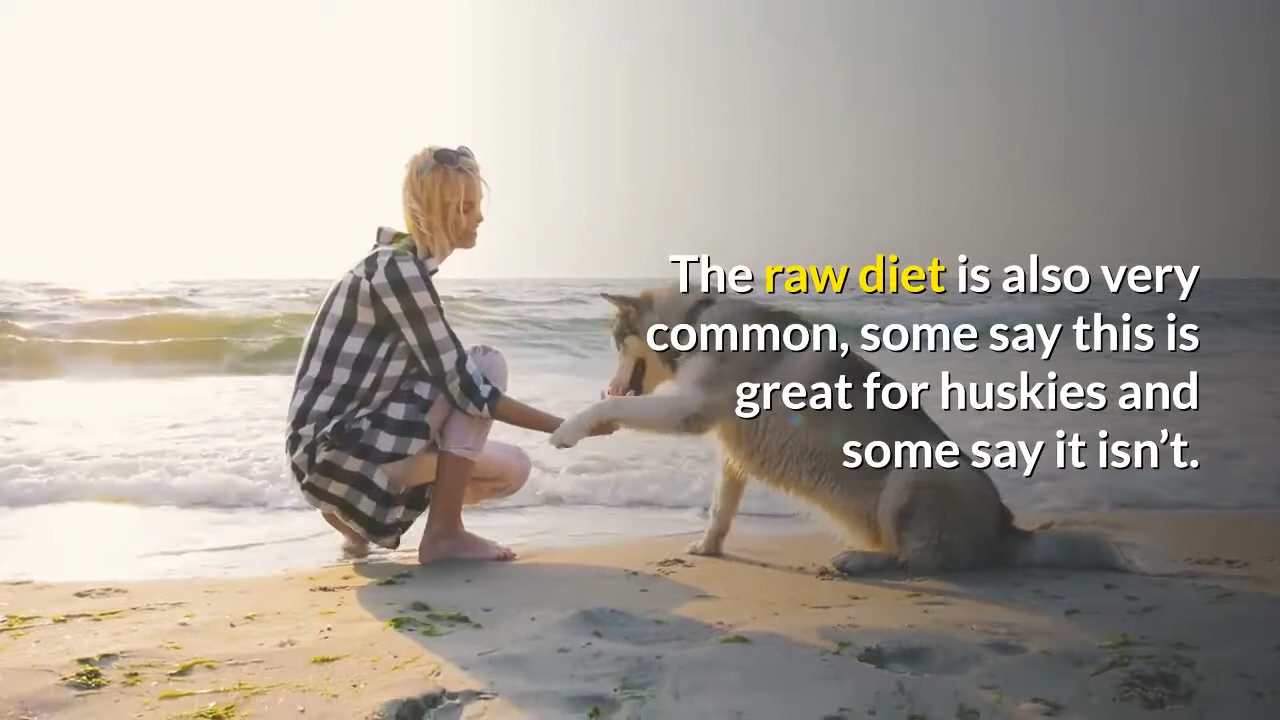 The raw diet is also very
common, some say this is
great for huskies and
some say it isn’t.